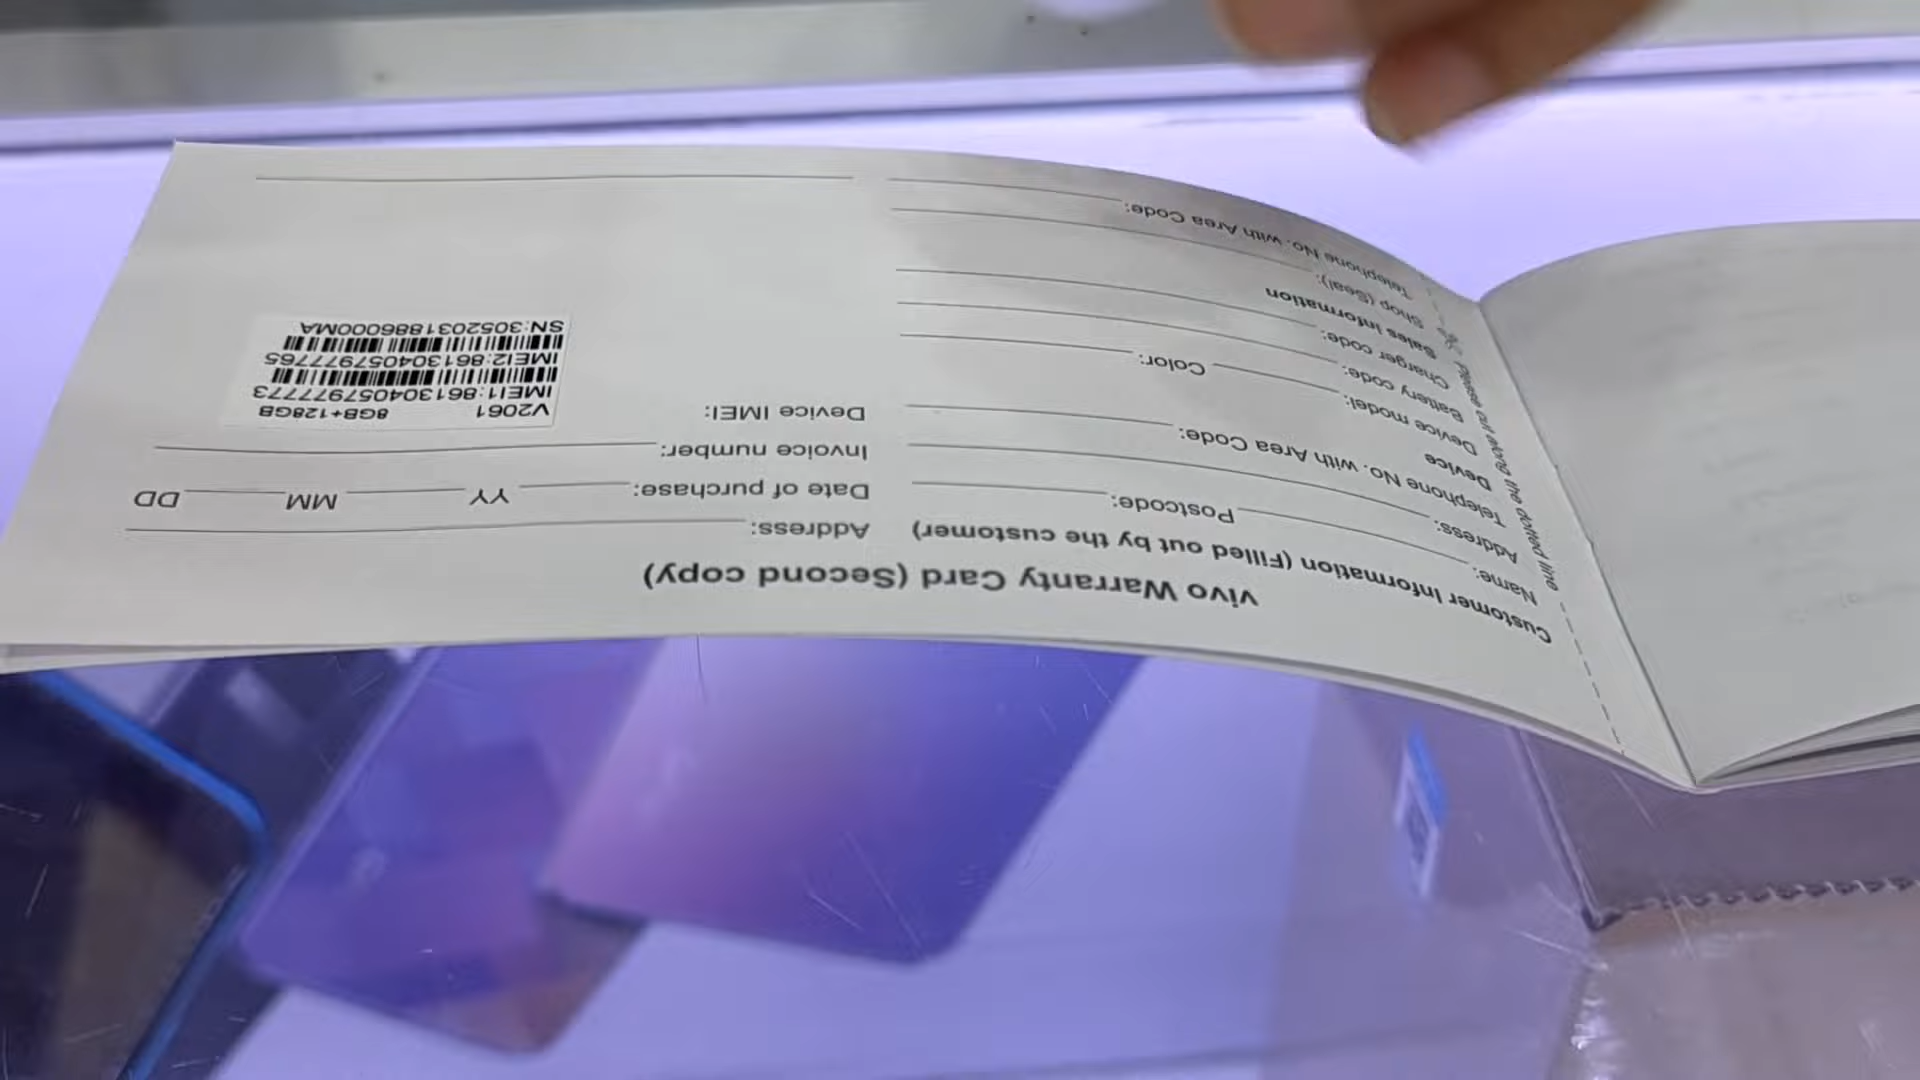 vivo Warranty Card (Second copy)
Customer Information (Filled out by the customer)
Name:
Postcode:
Address:
Telephone No. with Area Code:
Device
Device model:
Color:
Battery code:
Charger code:
Sales Information
Shop (Seal):
Telephone No. with Area Code:
Address:
Date of purchase: YY MM DD
Invoice number:
Device IMEI:
V2061 8GB+128GB
IMEI1:861304057977773
IMEI2:861304057977765
SN:3052031886000MA
Please cut along the dotted line